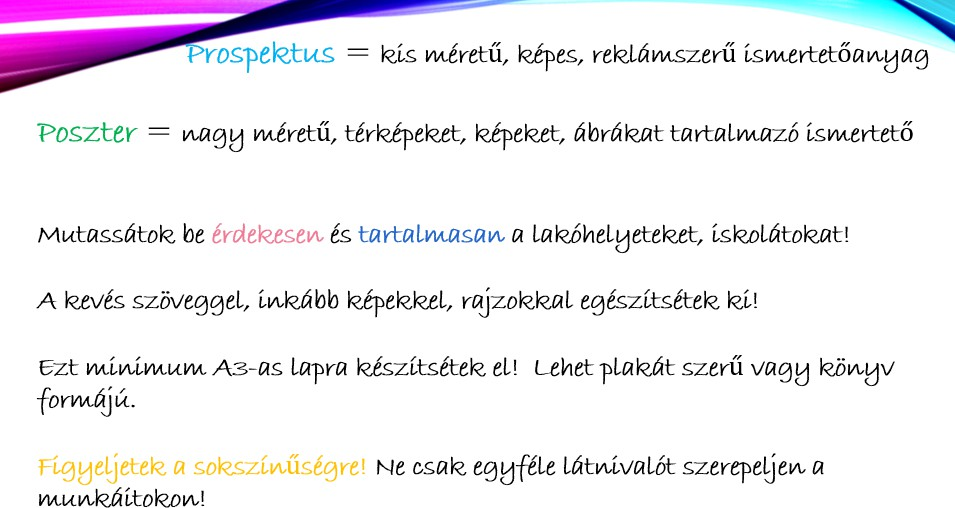 Prospektus = kis méretű, képes, reklámszerű ismertetőanyag
Poszter = nagy méretű, térképeket, képeket, ábrákat tartalmazó ismertető
Mutassátok be érdekesen és tartalmasan a lakóhelyeteket, iskolátokat!
A kevés szöveggel, inkább képekkel, rajzokkal egészítsétek ki!
Ezt minimum A3-as lapra készítsétek el! Lehet plakát szerű vagy könyv
formájú.
Figyeljetek a sokszínűségre! Ne csak egyféle látnivalót szerepeljen a
munkáitokon!